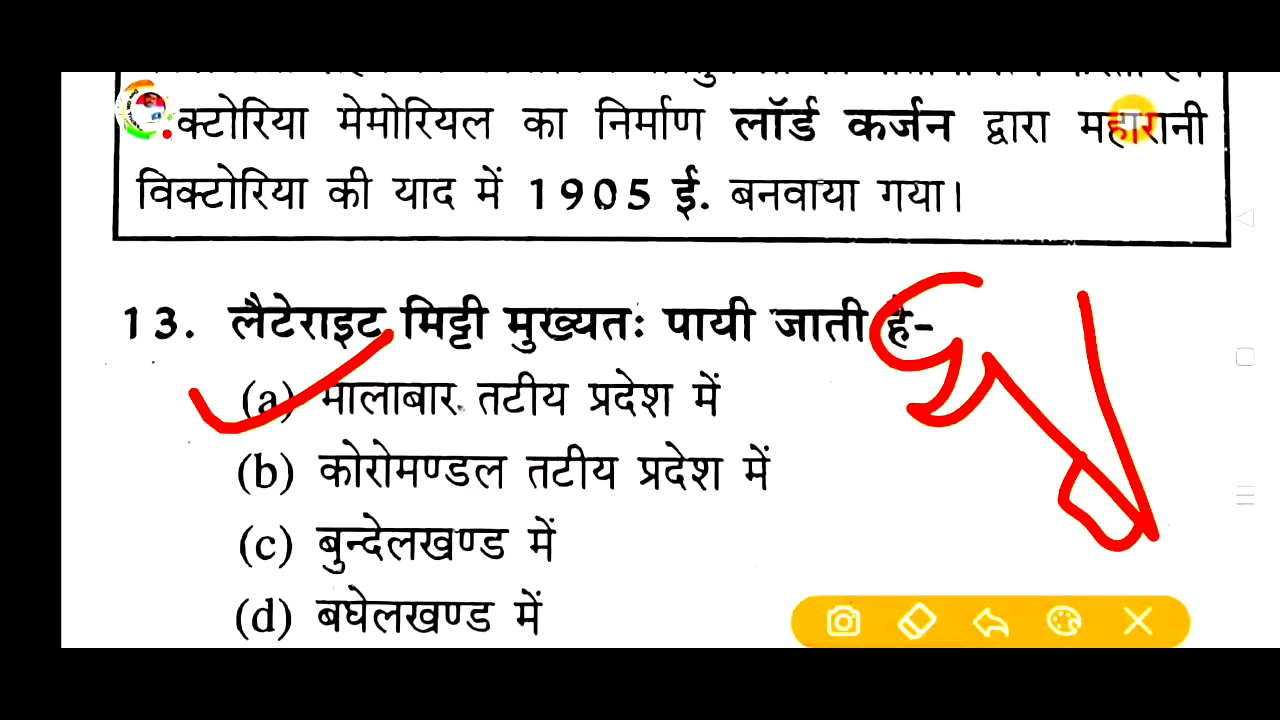 क्टोरिया मेमोरियल का निर्माण लॉर्ड कर्जन द्वारा महारानी
विक्टोरिया की याद में 1905 ई. बनवाया गया।
13. लैटेराइट मिट्टी मुख्यतः पायी जाती है-
(a) मालाबार तटीय प्रदेश में
(b) कोरोमण्डल तटीय प्रदेश में
(c) बुन्देलखण्ड में
(d) बघेलखण्ड में